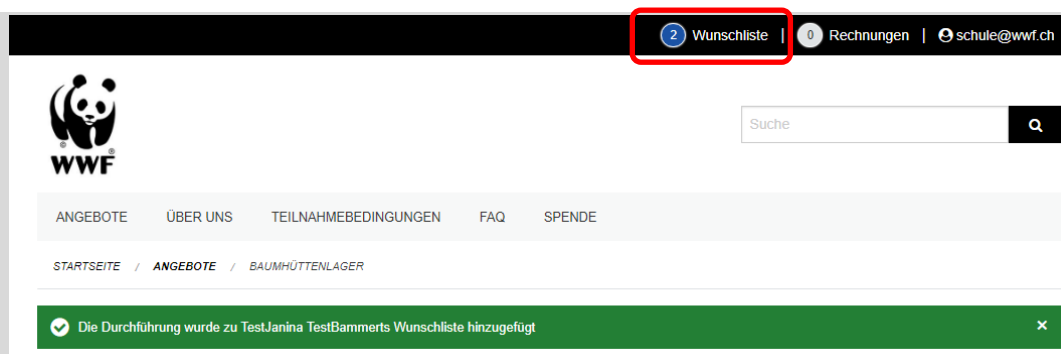 2 Wunschliste | 0 Rechnungen | schule@wwf.ch
Suche
© WWF®
ANGEBOTE ÜBER UNS TEILNAHMEBEDINGUNGEN FAQ SPENDE
STARTSEITE / ANGEBOTE / BAUMHÜTTENLAGER
Die Durchführung wurde zu TestJanina TestBammerts Wunschliste hinzugefügt ×